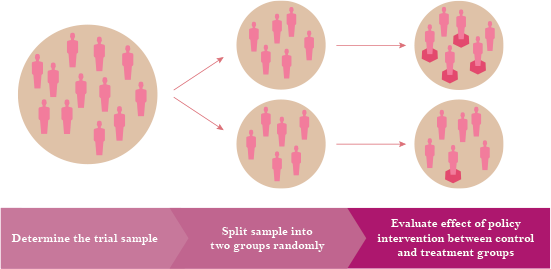 Determine the trial sample
Split sample into
two groups randomly
Evaluate effect of policy
intervention between control
and treatment groups